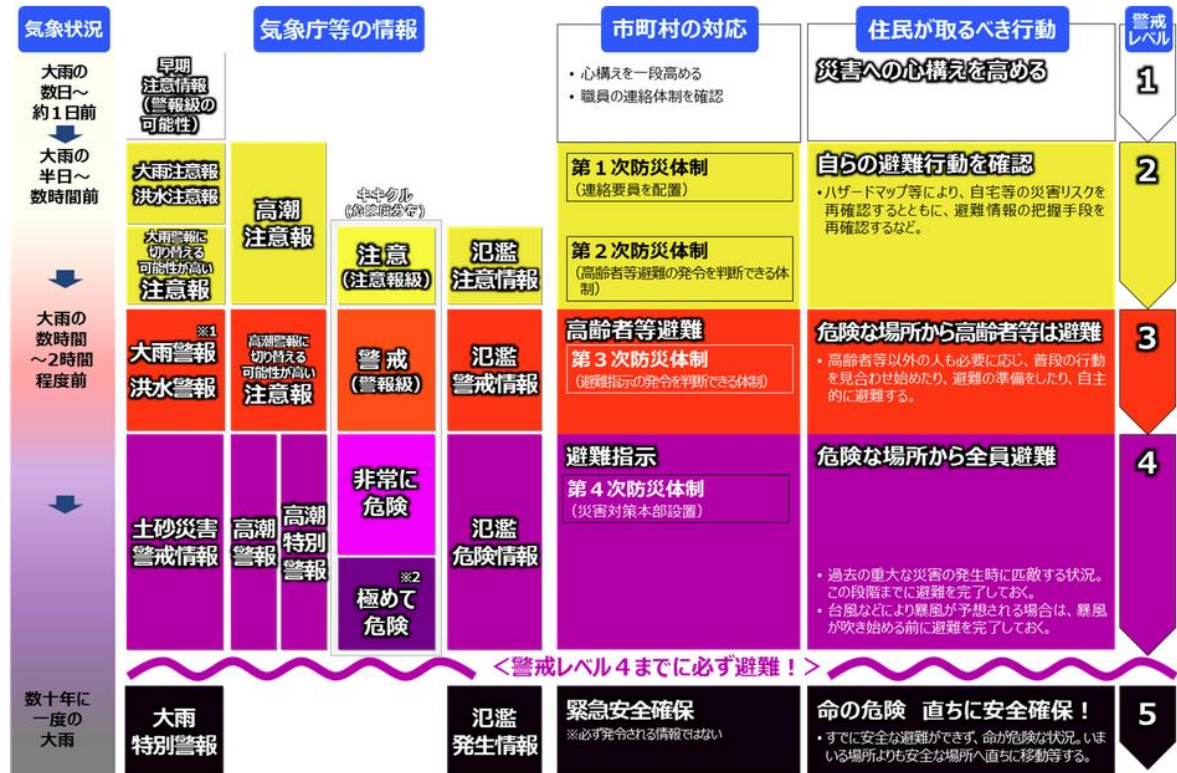 気象状況
気象庁等の情報
市町村の対応
住民が取るべき行動
警戒
レベル
大雨の
数日～
約１日前
早期
注意情報
(警報級の
可能性)
・心構えを一段高める
・職員の連絡体制を確認
災害への心構えを高める
1
大雨の
半日～
数時間前
大雨注意報
洪水注意報
大雨警報に
切り替える
可能性が高い
注意報
高潮
注意報
キキクル
(危険度分布)
注意
(注意報級)
氾濫
注意情報
第１次防災体制
(連絡要員を配置)
第２次防災体制
(高齢者等避難の発令を判断できる体
制)
自らの避難行動を確認
・ハザードマップ等により、自宅等の災害リスクを
再確認するとともに、避難情報の把握手段を
再確認するなど。
2
大雨の
数時間
～2時間
程度前
※1
大雨警報
洪水警報
高潮警報に
切り替える
可能性が高い
注意報
警戒
(警報級)
氾濫
警戒情報
高齢者等避難
第３次防災体制
(避難指示の発令を判断できる体制)
危険な場所から高齢者等は避難
・高齢者等以外の人も必要に応じ、普段の行動
を見合わせ始めたり、避難の準備をしたり、自主
的に避難する。
3
土砂災害
警戒情報
高潮
警報
高潮
特別
警報
非常に
危険
※2
極めて
危険
氾濫
危険情報
避難指示
第４次防災体制
(災害対策本部設置)
危険な場所から全員避難
・過去の重大な災害の発生時に匹敵する状況。
この段階までに避難を完了しておく。
・台風などにより暴風が予想される場合は、暴風
が吹き始める前に避難を完了しておく。
4
＜警戒レベル４までに必ず避難！＞
数十年に
一度の
大雨
大雨
特別警報
氾濫
発生情報
緊急安全確保
※必ず発令される情報ではない
命の危険 直ちに安全確保！
・すでに安全な避難ができず、命が危険な状況。いま
いる場所よりも安全な場所へ直ちに移動等する。
5